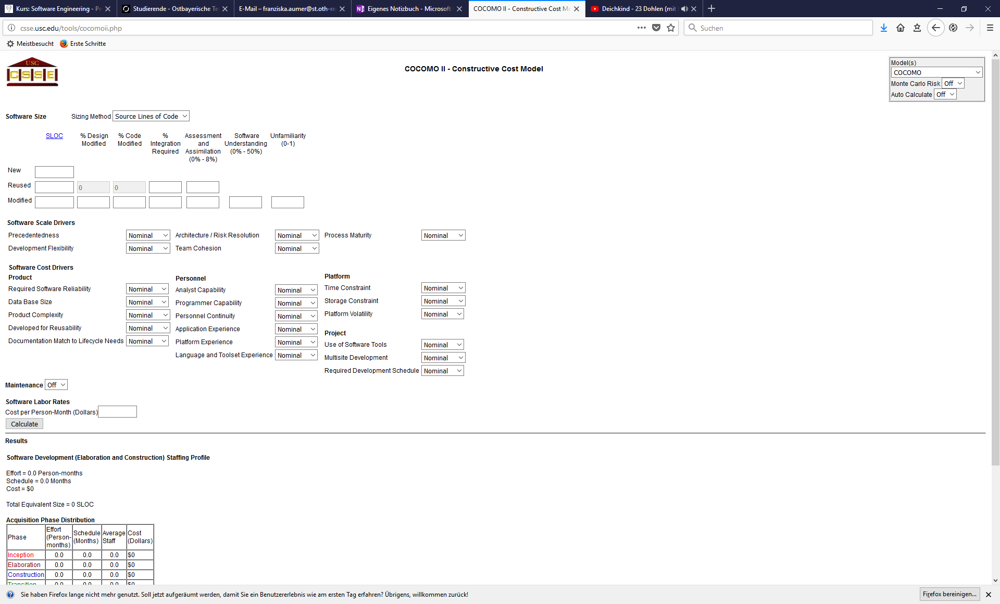 Kurs: Software Engineering - Pr
Studierende - Ostbayerische Te
E-Mail – franziska.aumer@st.oth-re
Eigenes Notizbuch - Microsoft
COCOMO II - Constructive Cost Mo
Deichkind - 23 Dohlen (mit
csse.usc.edu/tools/cocomoii.php
Suchen
Meistbesucht
Erste Schritte
USC
CSSE
COCOMO II - Constructive Cost Model
Model(s)
COCOMO
Monte Carlo Risk Off
Auto Calculate Off
Software Size Sizing Method Source Lines of Code
SLOC
% Design Modified
% Code Modified
% Integration Required
Assessment and Assimilation (0% - 8%)
Software Understanding (0% - 50%)
Unfamiliarity (0-1)
New
Reused 0 0
Modified
Software Scale Drivers
Precedentedness Nominal Architecture / Risk Resolution Nominal Process Maturity Nominal
Development Flexibility Nominal Team Cohesion Nominal
Software Cost Drivers
Product
Required Software Reliability Nominal
Data Base Size Nominal
Product Complexity Nominal
Developed for Reusability Nominal
Documentation Match to Lifecycle Needs Nominal
Personnel
Analyst Capability Nominal
Programmer Capability Nominal
Personnel Continuity Nominal
Application Experience Nominal
Platform Experience Nominal
Language and Toolset Experience Nominal
Platform
Time Constraint Nominal
Storage Constraint Nominal
Platform Volatility Nominal
Project
Use of Software Tools Nominal
Multisite Development Nominal
Required Development Schedule Nominal
Maintenance Off
Software Labor Rates
Cost per Person-Month (Dollars)
Calculate
Results
Software Development (Elaboration and Construction) Staffing Profile
Effort = 0.0 Person-months
Schedule = 0.0 Months
Cost = $0
Total Equivalent Size = 0 SLOC
Acquisition Phase Distribution
Phase Effort (Person-months) Schedule (Months) Average Staff Cost (Dollars)
Inception 0.0 0.0 0.0 $0
Elaboration 0.0 0.0 0.0 $0
Construction 0.0 0.0 0.0 $0
Transition 0.0 0.0 0.0 $0
Sie haben Firefox lange nicht mehr genutzt. Soll jetzt aufgeräumt werden, damit Sie ein Benutzererlebnis wie am ersten Tag erfahren? Übrigens, willkommen zurück!
Firefox bereinigen...